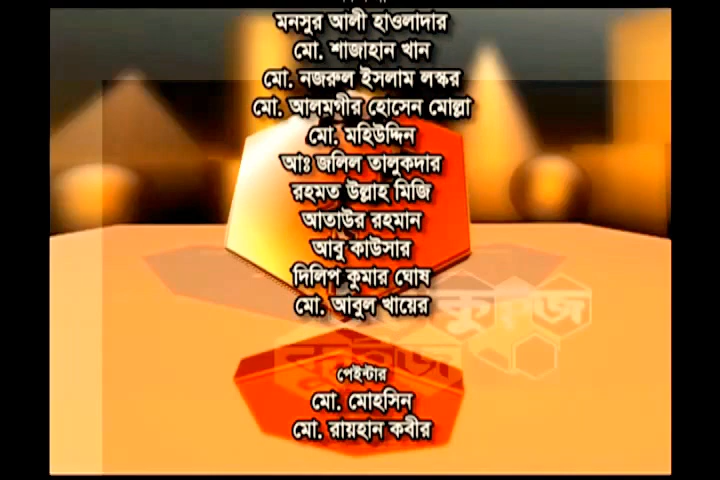 মনসুর আলী হাওলাদার
মো. শাজাহান খান
মো. নজরুল ইসলাম লস্কর
মো. আলমগীর হোসেন মোল্লা
মো. মহিউদ্দিন
আঃ জলিল তালুকদার
রহমত উল্লাহ মিজি
আতাউর রহমান
আবু কাউসার
দিলিপ কুমার ঘোষ
মো. আবুল খায়ের
পেইন্টার
মো. মোহসিন
মো. রায়হান কবীর